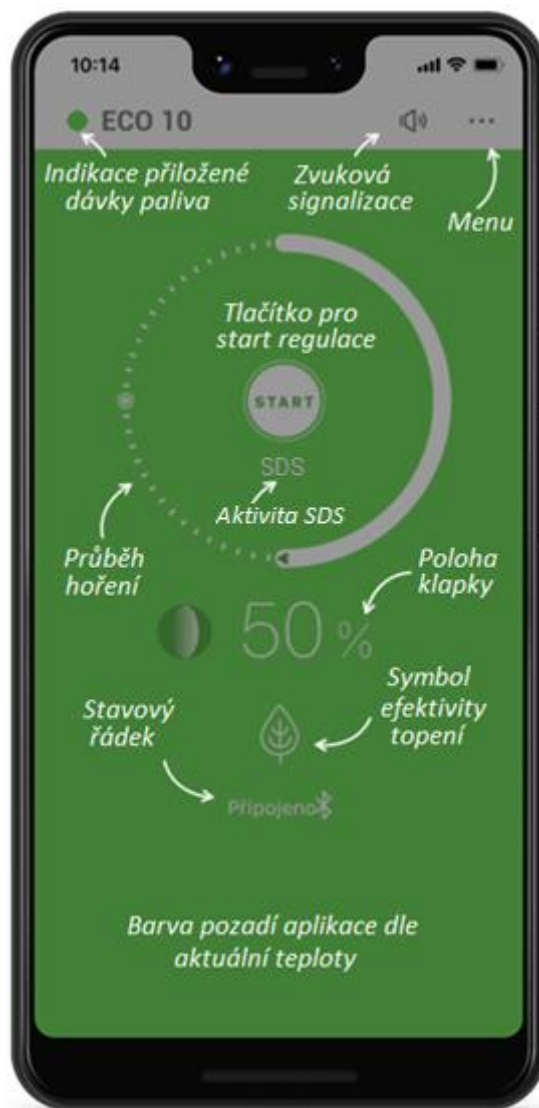 10:14
ECO 10
Indikace přiložené
dávky paliva
Zvuková
signalizace
Menu
Tlačítko pro
start regulace
START
SDS
Aktivita SDS
Průběh
hoření
Poloha
klapky
50 %
Symbol
efektivity
topení
Stavový
řádek
Připojeno
Barva pozadí aplikace dle
aktuální teploty